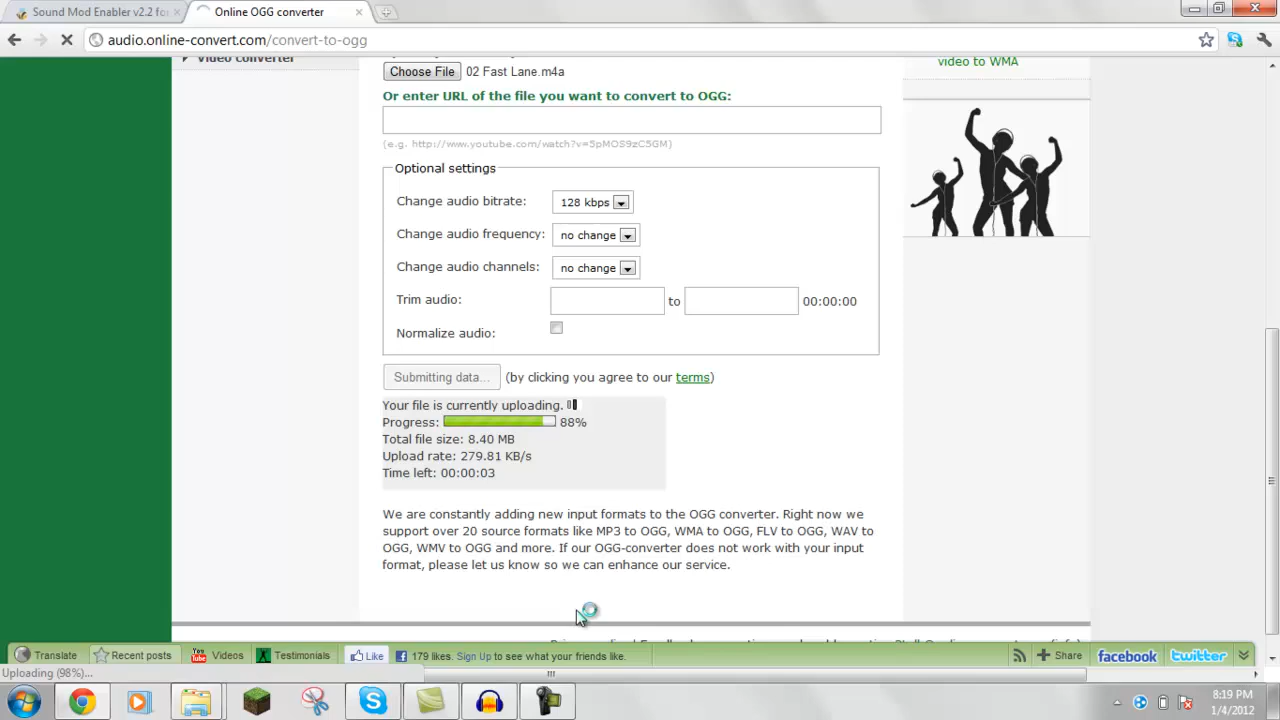 Sound Mod Enabler v2.2 fo
Online OGG converter
audio.online-convert.com/convert-to-ogg
Video converter
Choose File 02 Fast Lane.m4a
video to WMA
Or enter URL of the file you want to convert to OGG:
(e.g. http://www.youtube.com/watch?v=5pMOS9zC5GM)
Optional settings
Change audio bitrate: 128 kbps
Change audio frequency: no change
Change audio channels: no change
Trim audio: to 00:00:00
Normalize audio:
Submitting data... (by clicking you agree to our terms)
Your file is currently uploading.
Progress: 88%
Total file size: 8.40 MB
Upload rate: 279.81 KB/s
Time left: 00:00:03
We are constantly adding new input formats to the OGG converter. Right now we
support over 20 source formats like MP3 to OGG, WMA to OGG, FLV to OGG, WAV to
OGG, WMV to OGG and more. If our OGG-converter does not work with your input
format, please let us know so we can enhance our service.
Translate Recent posts You Tube Videos Testimonials Like 179 likes. Sign Up to see what your friends like. Share facebook twitter
Uploading (98%)...
8:19 PM
1/4/2012